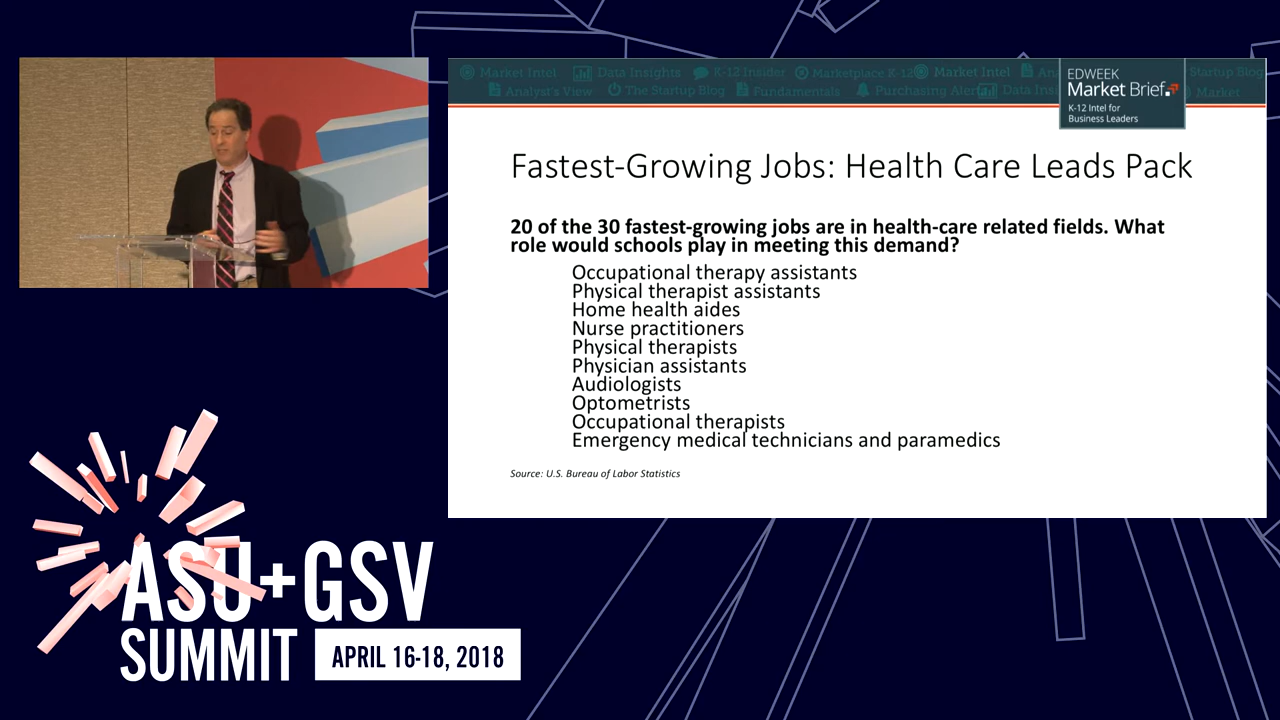 Market Intel Data Insights K-12 Insider Marketplace K-12 Market Intel Startup Blog
Analyst's View The Startup Blog Fundamentals Purchasing Alert Market
EDWEEK
Market Brief
K-12 Intel for
Business Leaders
Fastest-Growing Jobs: Health Care Leads Pack
20 of the 30 fastest-growing jobs are in health-care related fields. What
role would schools play in meeting this demand?
Occupational therapy assistants
Physical therapist assistants
Home health aides
Nurse practitioners
Physical therapists
Physician assistants
Audiologists
Optometrists
Occupational therapists
Emergency medical technicians and paramedics
Source: U.S. Bureau of Labor Statistics
ASU+GSV
SUMMIT
APRIL 16-18, 2018